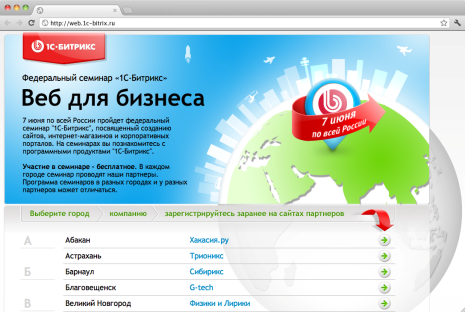 http://web.1c-bitrix.ru
1С-БИТРИКС
Федеральный семинар «1С-Битрикс»
Веб для бизнеса
7 июня по всей России пройдет федеральный
семинар "1С-Битрикс", посвященный созданию
сайтов, интернет-магазинов и корпоративных
порталов. На семинарах вы познакомитесь с
программными продуктами "1С-Битрикс".
Участие в семинаре - бесплатное. В каждом
городе семинар проводят наши партнеры.
Программа семинаров в разных городах и у разных
партнеров может отличаться.
7 июня
по всей России
Выберите город компанию зарегистрируйтесь заранее на сайтах партнеров
А Абакан Хакасия.ру
Астрахань Трионикс
Б Барнаул Сибирикс
Благовещенск G-tech
В Великий Новгород Физики и Лирики